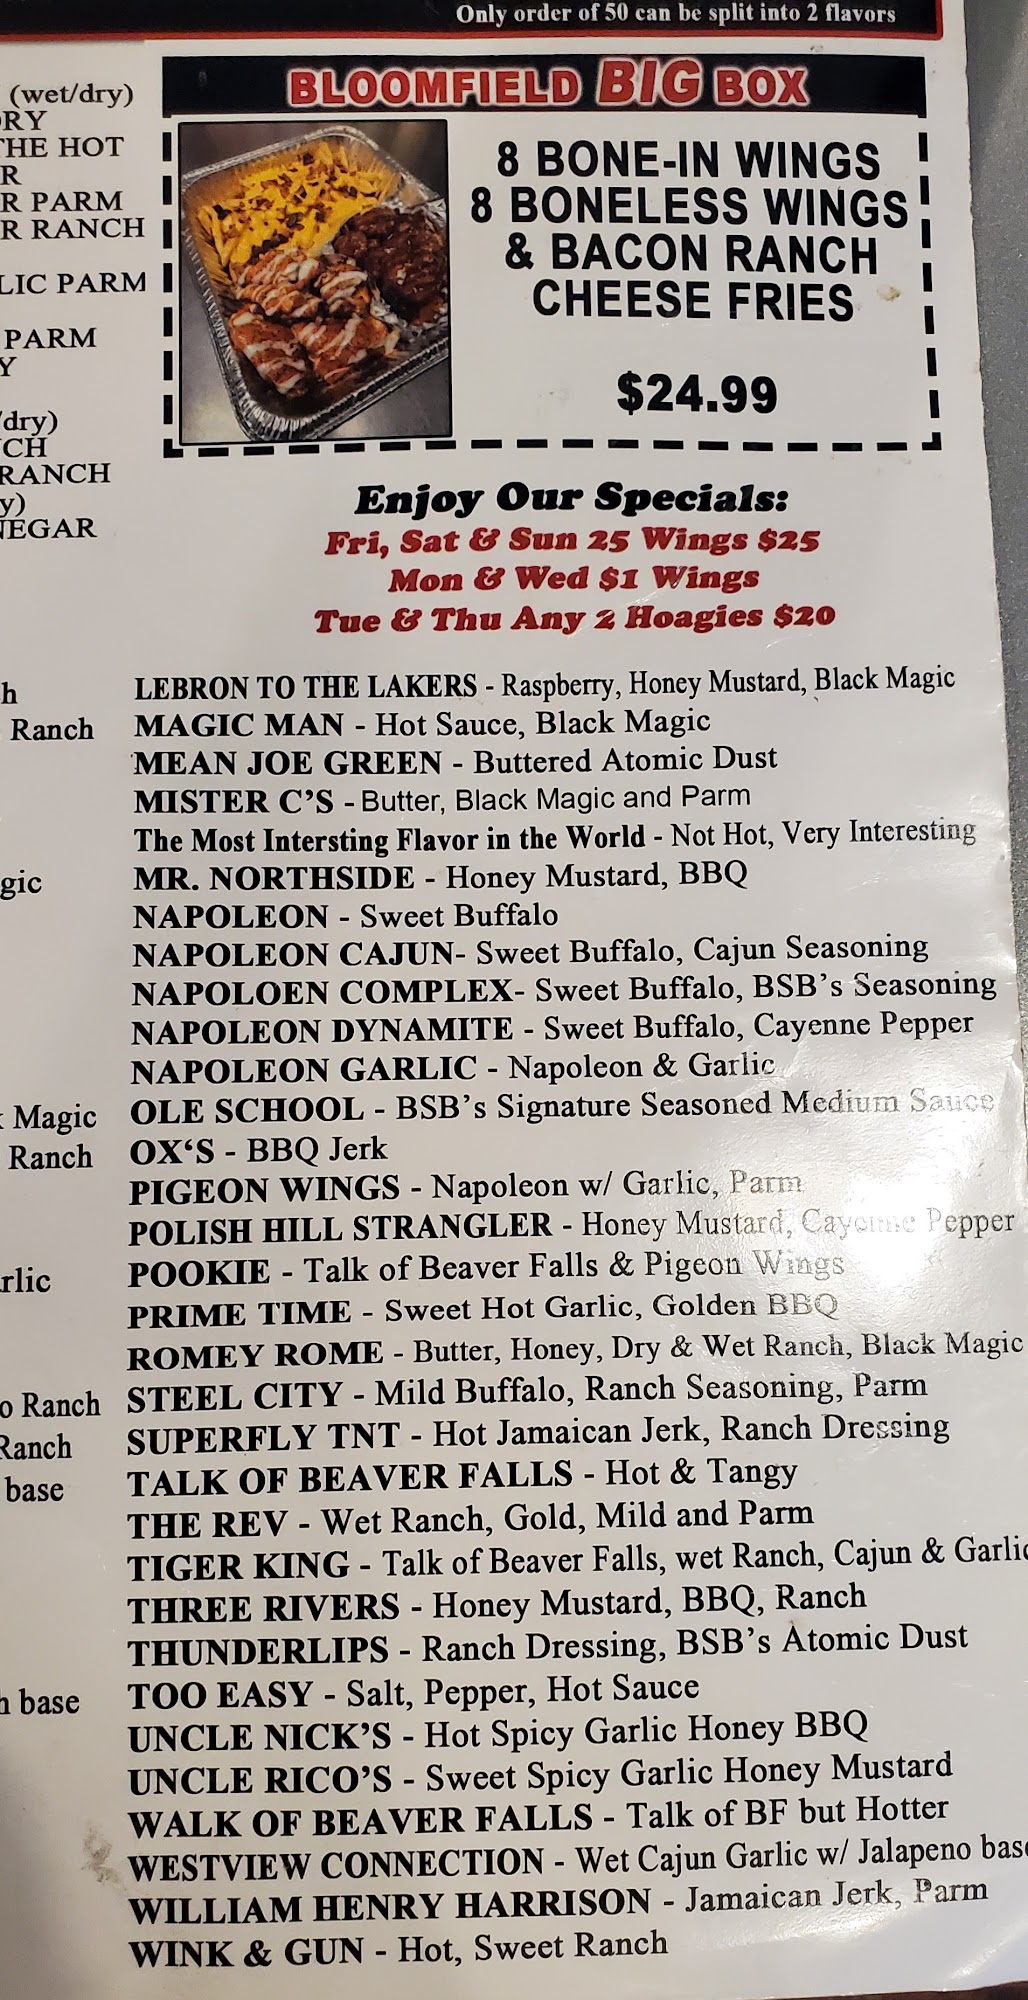 Only order of 50 can be split into 2 flavors
(wet/dry)
RY
THE HOT
R
R PARM
R RANCH
LIC PARM
PARM
Y
/dry)
CH
RANCH
y)
NEGAR
BLOOMFIELD BIG BOX
8 BONE-IN WINGS
8 BONELESS WINGS
& BACON RANCH
CHEESE FRIES
$24.99
Enjoy Our Specials:
Fri, Sat & Sun 25 Wings $25
Mon & Wed $1 Wings
Tue & Thu Any 2 Hoagies $20
h
Ranch
gic
Magic
Ranch
rlic
o Ranch
Ranch
base
h base
LEBRON TO THE LAKERS - Raspberry, Honey Mustard, Black Magic
MAGIC MAN - Hot Sauce, Black Magic
MEAN JOE GREEN - Buttered Atomic Dust
MISTER C'S - Butter, Black Magic and Parm
The Most Intersting Flavor in the World - Not Hot, Very Interesting
MR. NORTHSIDE - Honey Mustard, BBQ
NAPOLEON - Sweet Buffalo
NAPOLEON CAJUN- Sweet Buffalo, Cajun Seasoning
NAPOLOEN COMPLEX- Sweet Buffalo, BSB's Seasoning
NAPOLEON DYNAMITE - Sweet Buffalo, Cayenne Pepper
NAPOLEON GARLIC - Napoleon & Garlic
OLE SCHOOL - BSB's Signature Seasoned Medium Sauce
OX'S - BBQ Jerk
PIGEON WINGS - Napoleon w/ Garlic, Parm
POLISH HILL STRANGLER - Honey Mustard, Cayenne Pepper
POOKIE - Talk of Beaver Falls & Pigeon Wings
PRIME TIME - Sweet Hot Garlic, Golden BBQ
ROMEY ROME - Butter, Honey, Dry & Wet Ranch, Black Magic
STEEL CITY - Mild Buffalo, Ranch Seasoning, Parm
SUPERFLY TNT - Hot Jamaican Jerk, Ranch Dressing
TALK OF BEAVER FALLS - Hot & Tangy
THE REV - Wet Ranch, Gold, Mild and Parm
TIGER KING - Talk of Beaver Falls, wet Ranch, Cajun & Garlic
THREE RIVERS - Honey Mustard, BBQ, Ranch
THUNDERLIPS - Ranch Dressing, BSB's Atomic Dust
TOO EASY - Salt, Pepper, Hot Sauce
UNCLE NICK'S - Hot Spicy Garlic Honey BBQ
UNCLE RICO'S - Sweet Spicy Garlic Honey Mustard
WALK OF BEAVER FALLS - Talk of BF but Hotter
WESTVIEW CONNECTION - Wet Cajun Garlic w/ Jalapeno base
WILLIAM HENRY HARRISON - Jamaican Jerk, Parm
WINK & GUN - Hot, Sweet Ranch